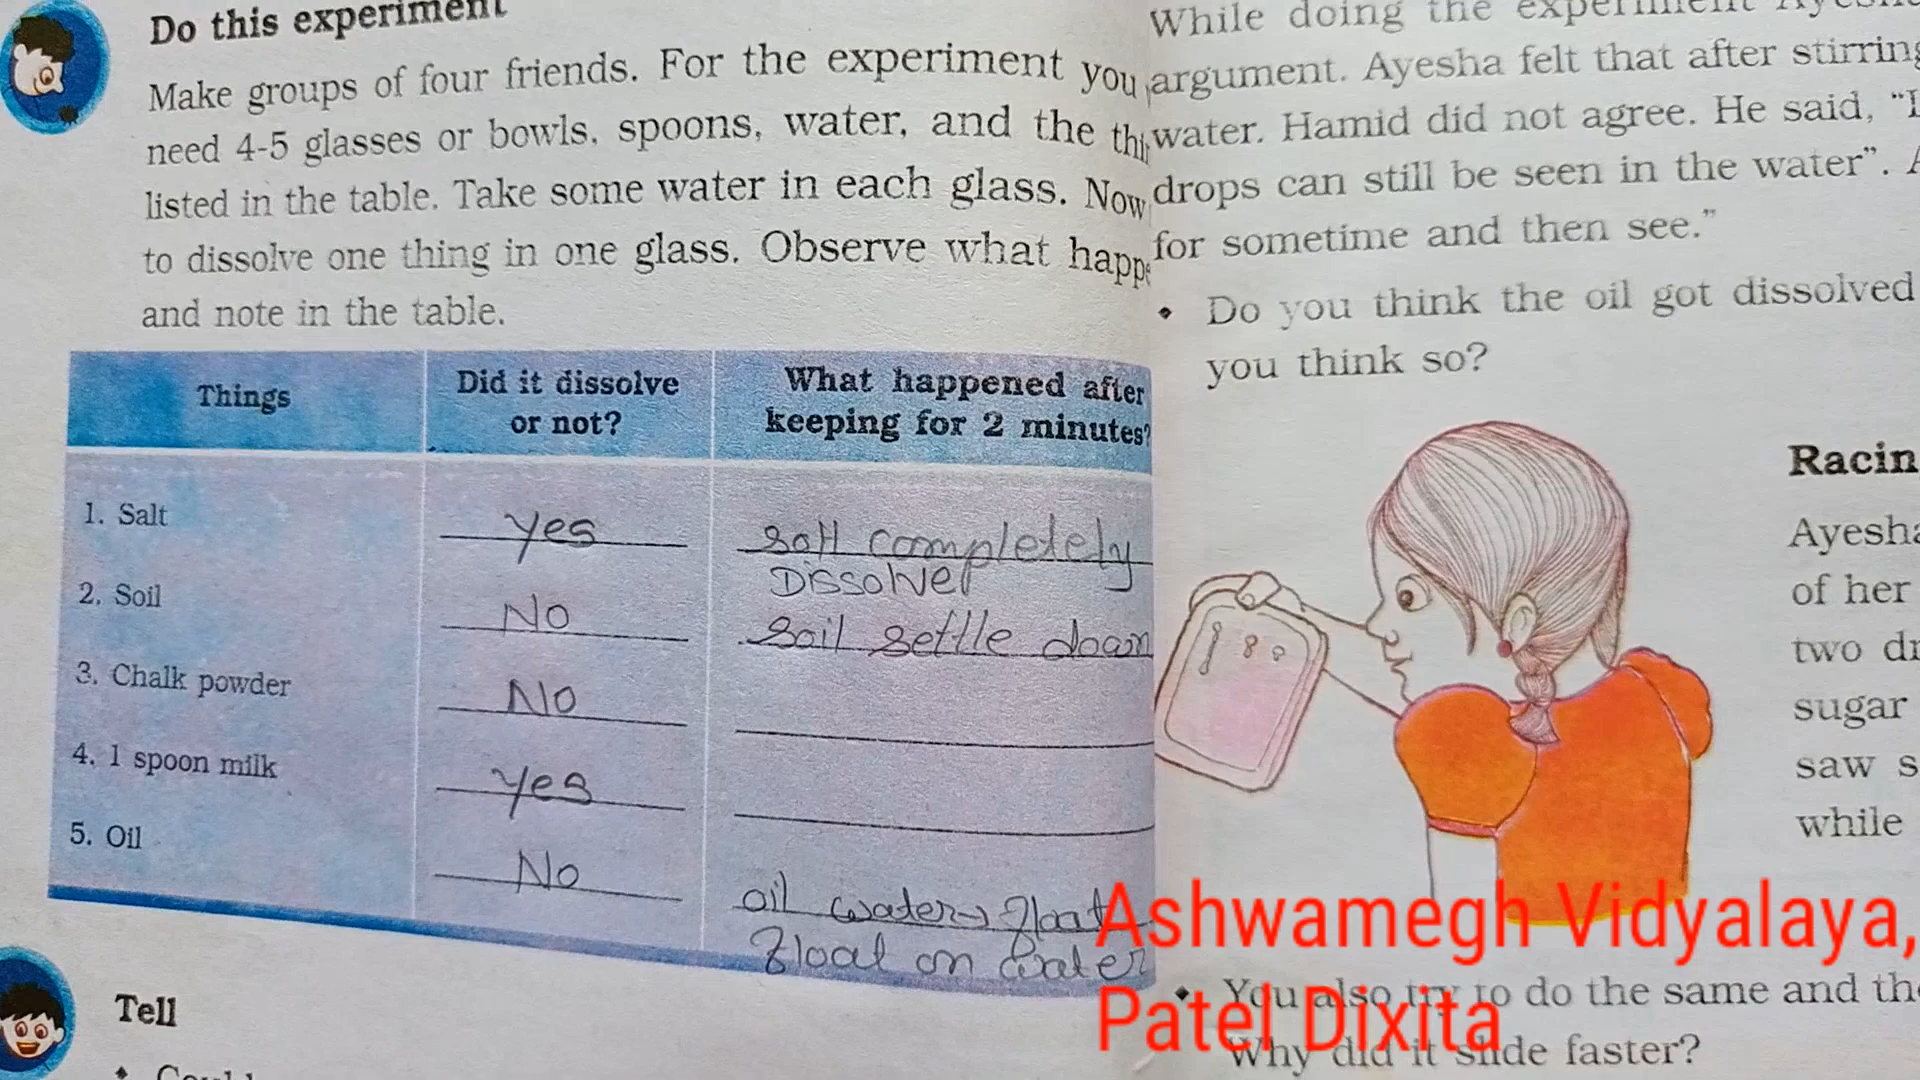 Do this experiment
Make groups of four friends. For the experiment you
need 4-5 glasses or bowls, spoons, water, and the
listed in the table. Take some water in each glass. Now
to dissolve one thing in one glass. Observe what
and note in the table.
Things
Did it dissolve
or not?
What happened after
keeping for 2 minutes?
1. Salt
Yes
salt completely
Dissolved
2. Soil
No
Soil settle down
3. Chalk powder
No
4. 1 spoon milk
Yes
5. Oil
No
oil water float
float on water
Tell
While doing the experiment
argument. Ayesha felt that after stirring
water. Hamid did not agree. He said,
drops can still be seen in the water”.
for sometime and then see.”
• Do you think the oil got dissolved
you think so?
of her
two
sugar
saw
while
• You also try to do the same and
Why did it slide faster?
Ashwamegh Vidyalaya,
Patel Dixita